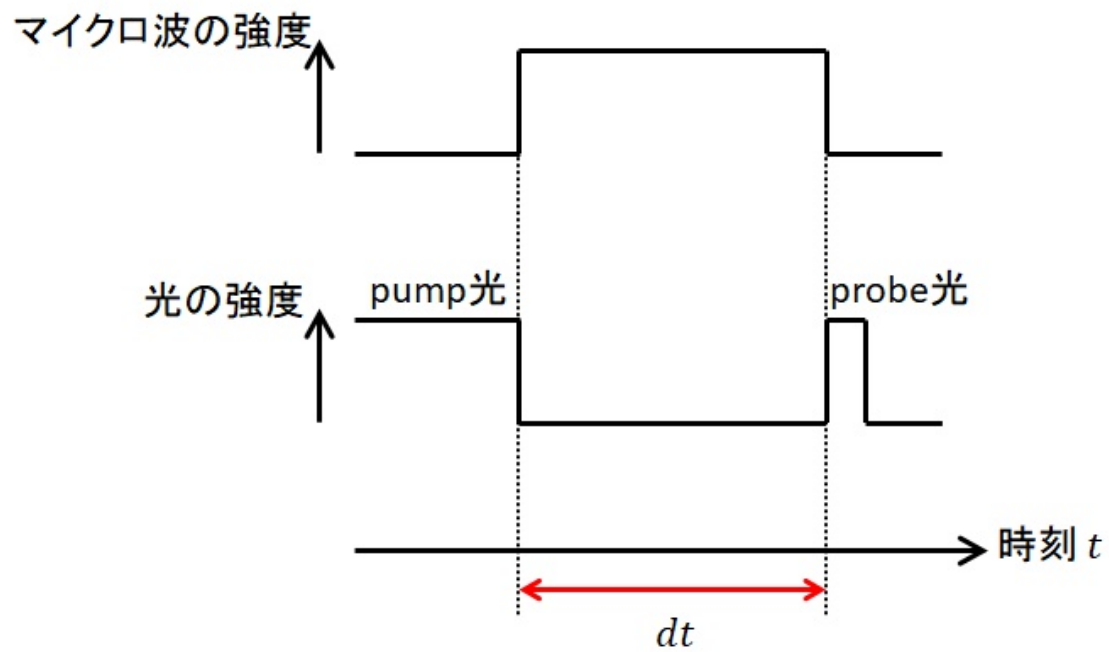 マイクロ波の強度
光の強度
pump光
probe光
時刻 t
dt